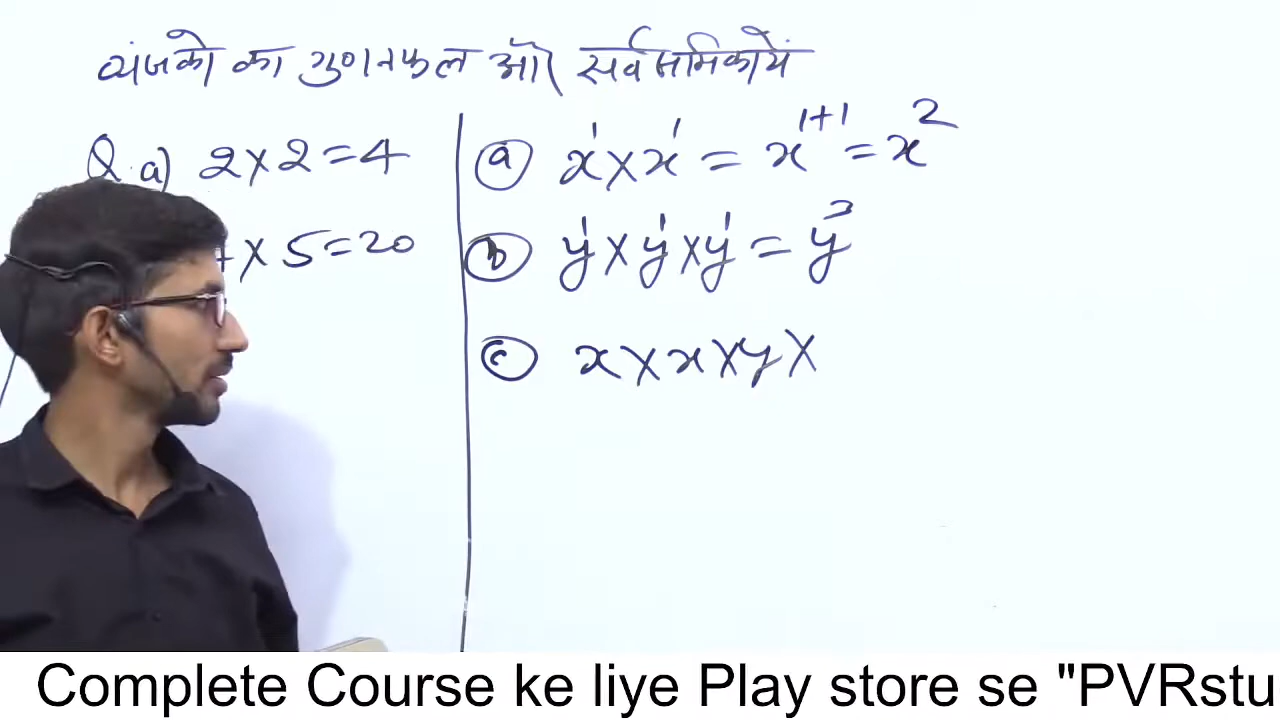 व्यंजको का गुणनफल और सर्वसमिकायें
Q. a) 2 × 2 = 4
× 5 = 20
(a) x¹ × x¹ = x¹⁺¹ = x²
(b) y¹ × y¹ × y¹ = y³
(c) x × x × y ×
Complete Course ke liye Play store se "PVRstu